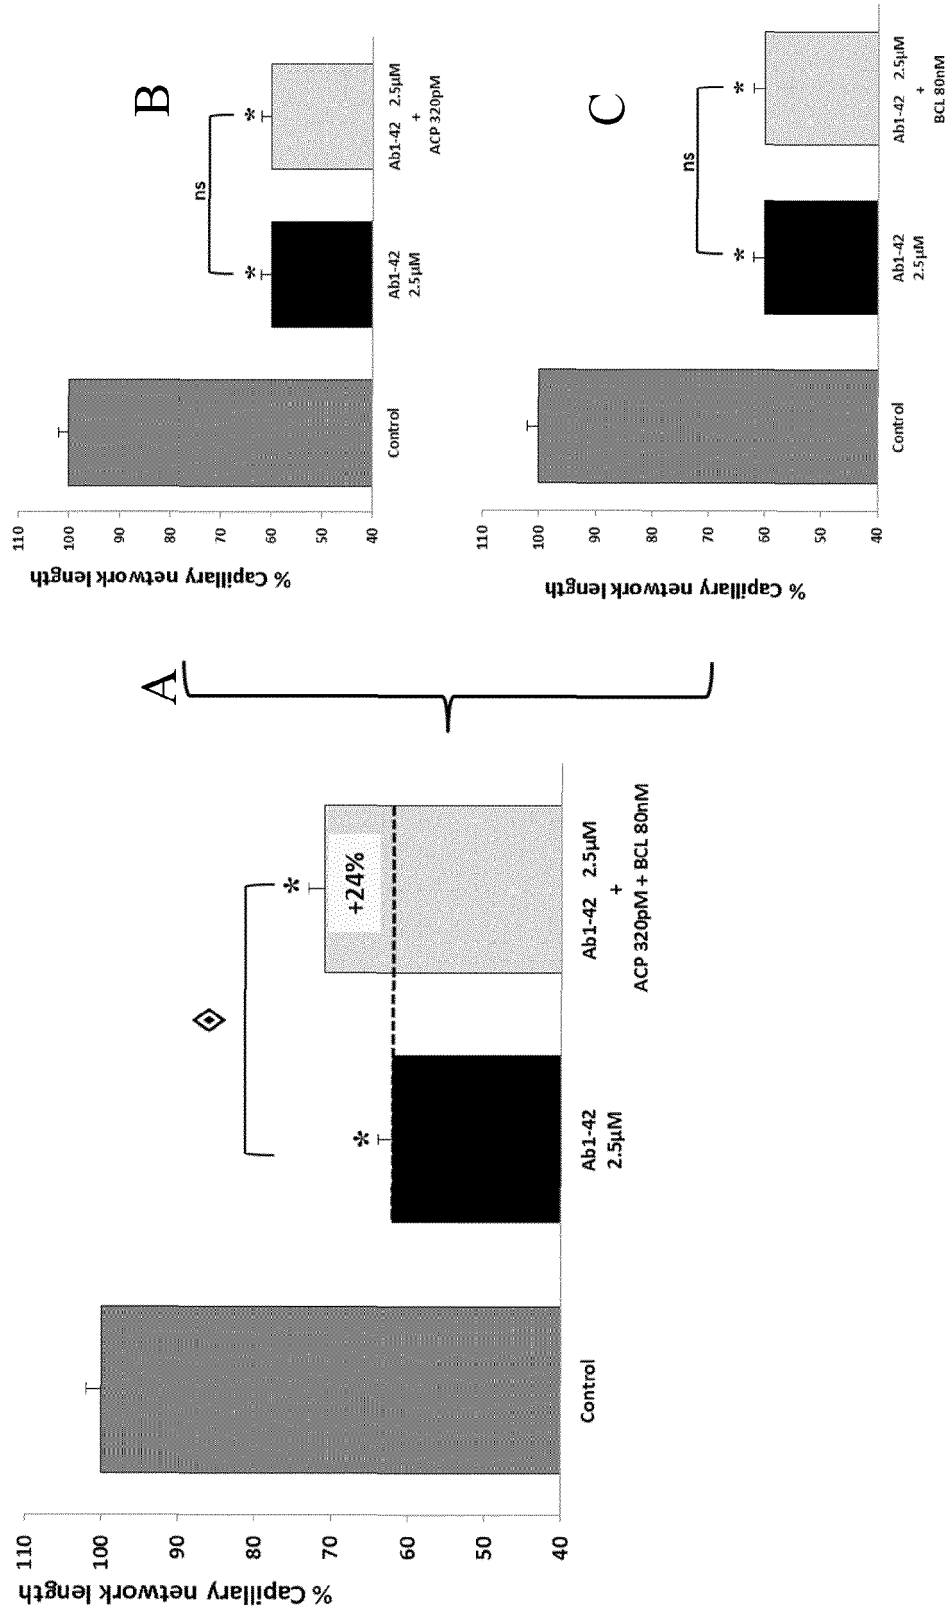 A
% Capillary network length
110
100
90
80
70
60
50
40
*
*
+24%
Control
Ab1-42
2.5μM
Ab1-42 2.5μM
+
ACP 320pM + BCL 80nM
B
% Capillary network length
110
100
90
80
70
60
50
40
ns
*
*
Control
Ab1-42
2.5μM
Ab1-42 2.5μM
+
ACP 320pM
C
% Capillary network length
110
100
90
80
70
60
50
40
ns
*
*
Control
Ab1-42
2.5μM
Ab1-42 2.5μM
+
BCL 80nM